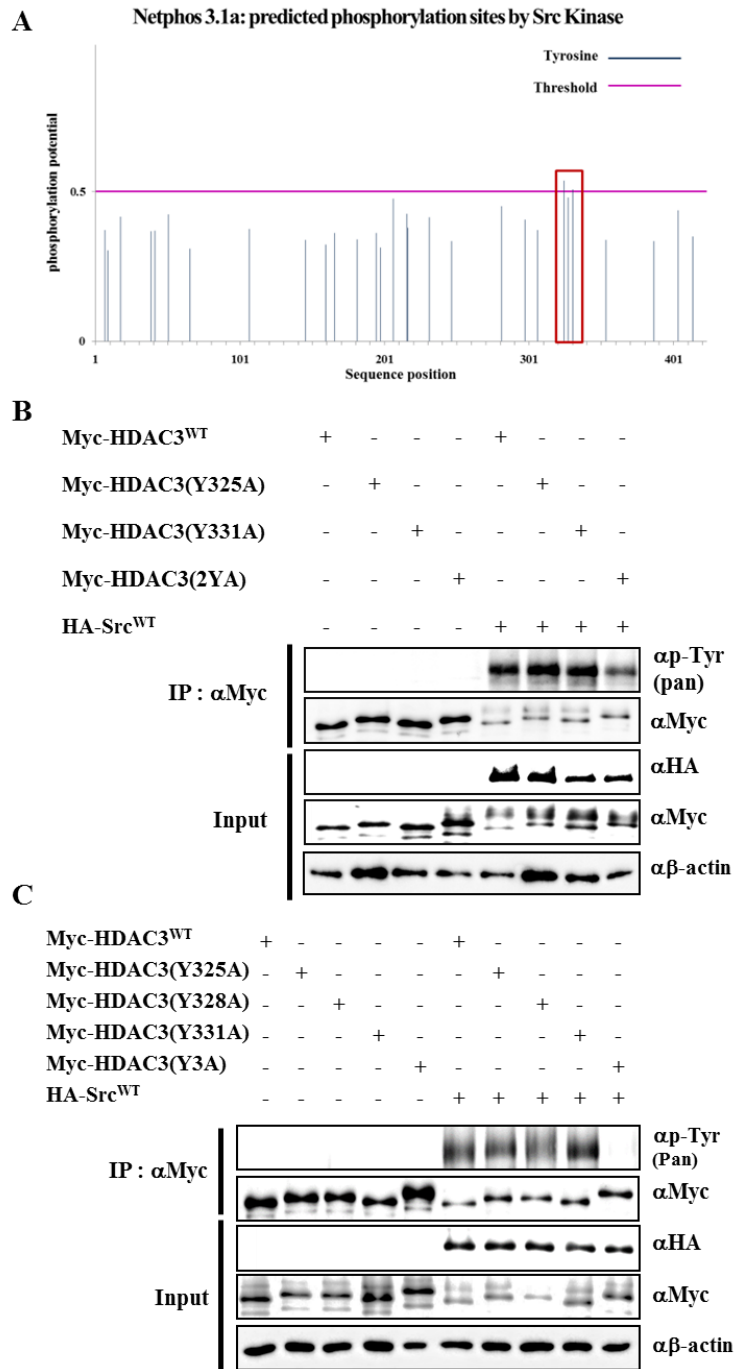 A
Netphos 3.1a: predicted phosphorylation sites by Src Kinase
Tyrosine
Threshold
phosphorylation potential
0.5
0
1 101 201 301 401
Sequence position
B
Myc-HDAC3WT + - - - + - - -
Myc-HDAC3(Y325A) - + - - - + - -
Myc-HDAC3(Y331A) - - + - - - + -
Myc-HDAC3(2YA) - - - + - - - +
HA-SrcWT - - - - + + + +
IP : αMyc
αp-Tyr
(pan)
αMyc
Input
αHA
αMyc
αβ-actin
C
Myc-HDAC3WT + - - - - + - - - -
Myc-HDAC3(Y325A) - + - - - - + - - -
Myc-HDAC3(Y328A) - - + - - - - + - -
Myc-HDAC3(Y331A) - - - + - - - - + -
Myc-HDAC3(Y3A) - - - - + - - - - +
HA-SrcWT - - - - - + + + + +
IP : αMyc
αp-Tyr
(Pan)
αMyc
Input
αHA
αMyc
αβ-actin